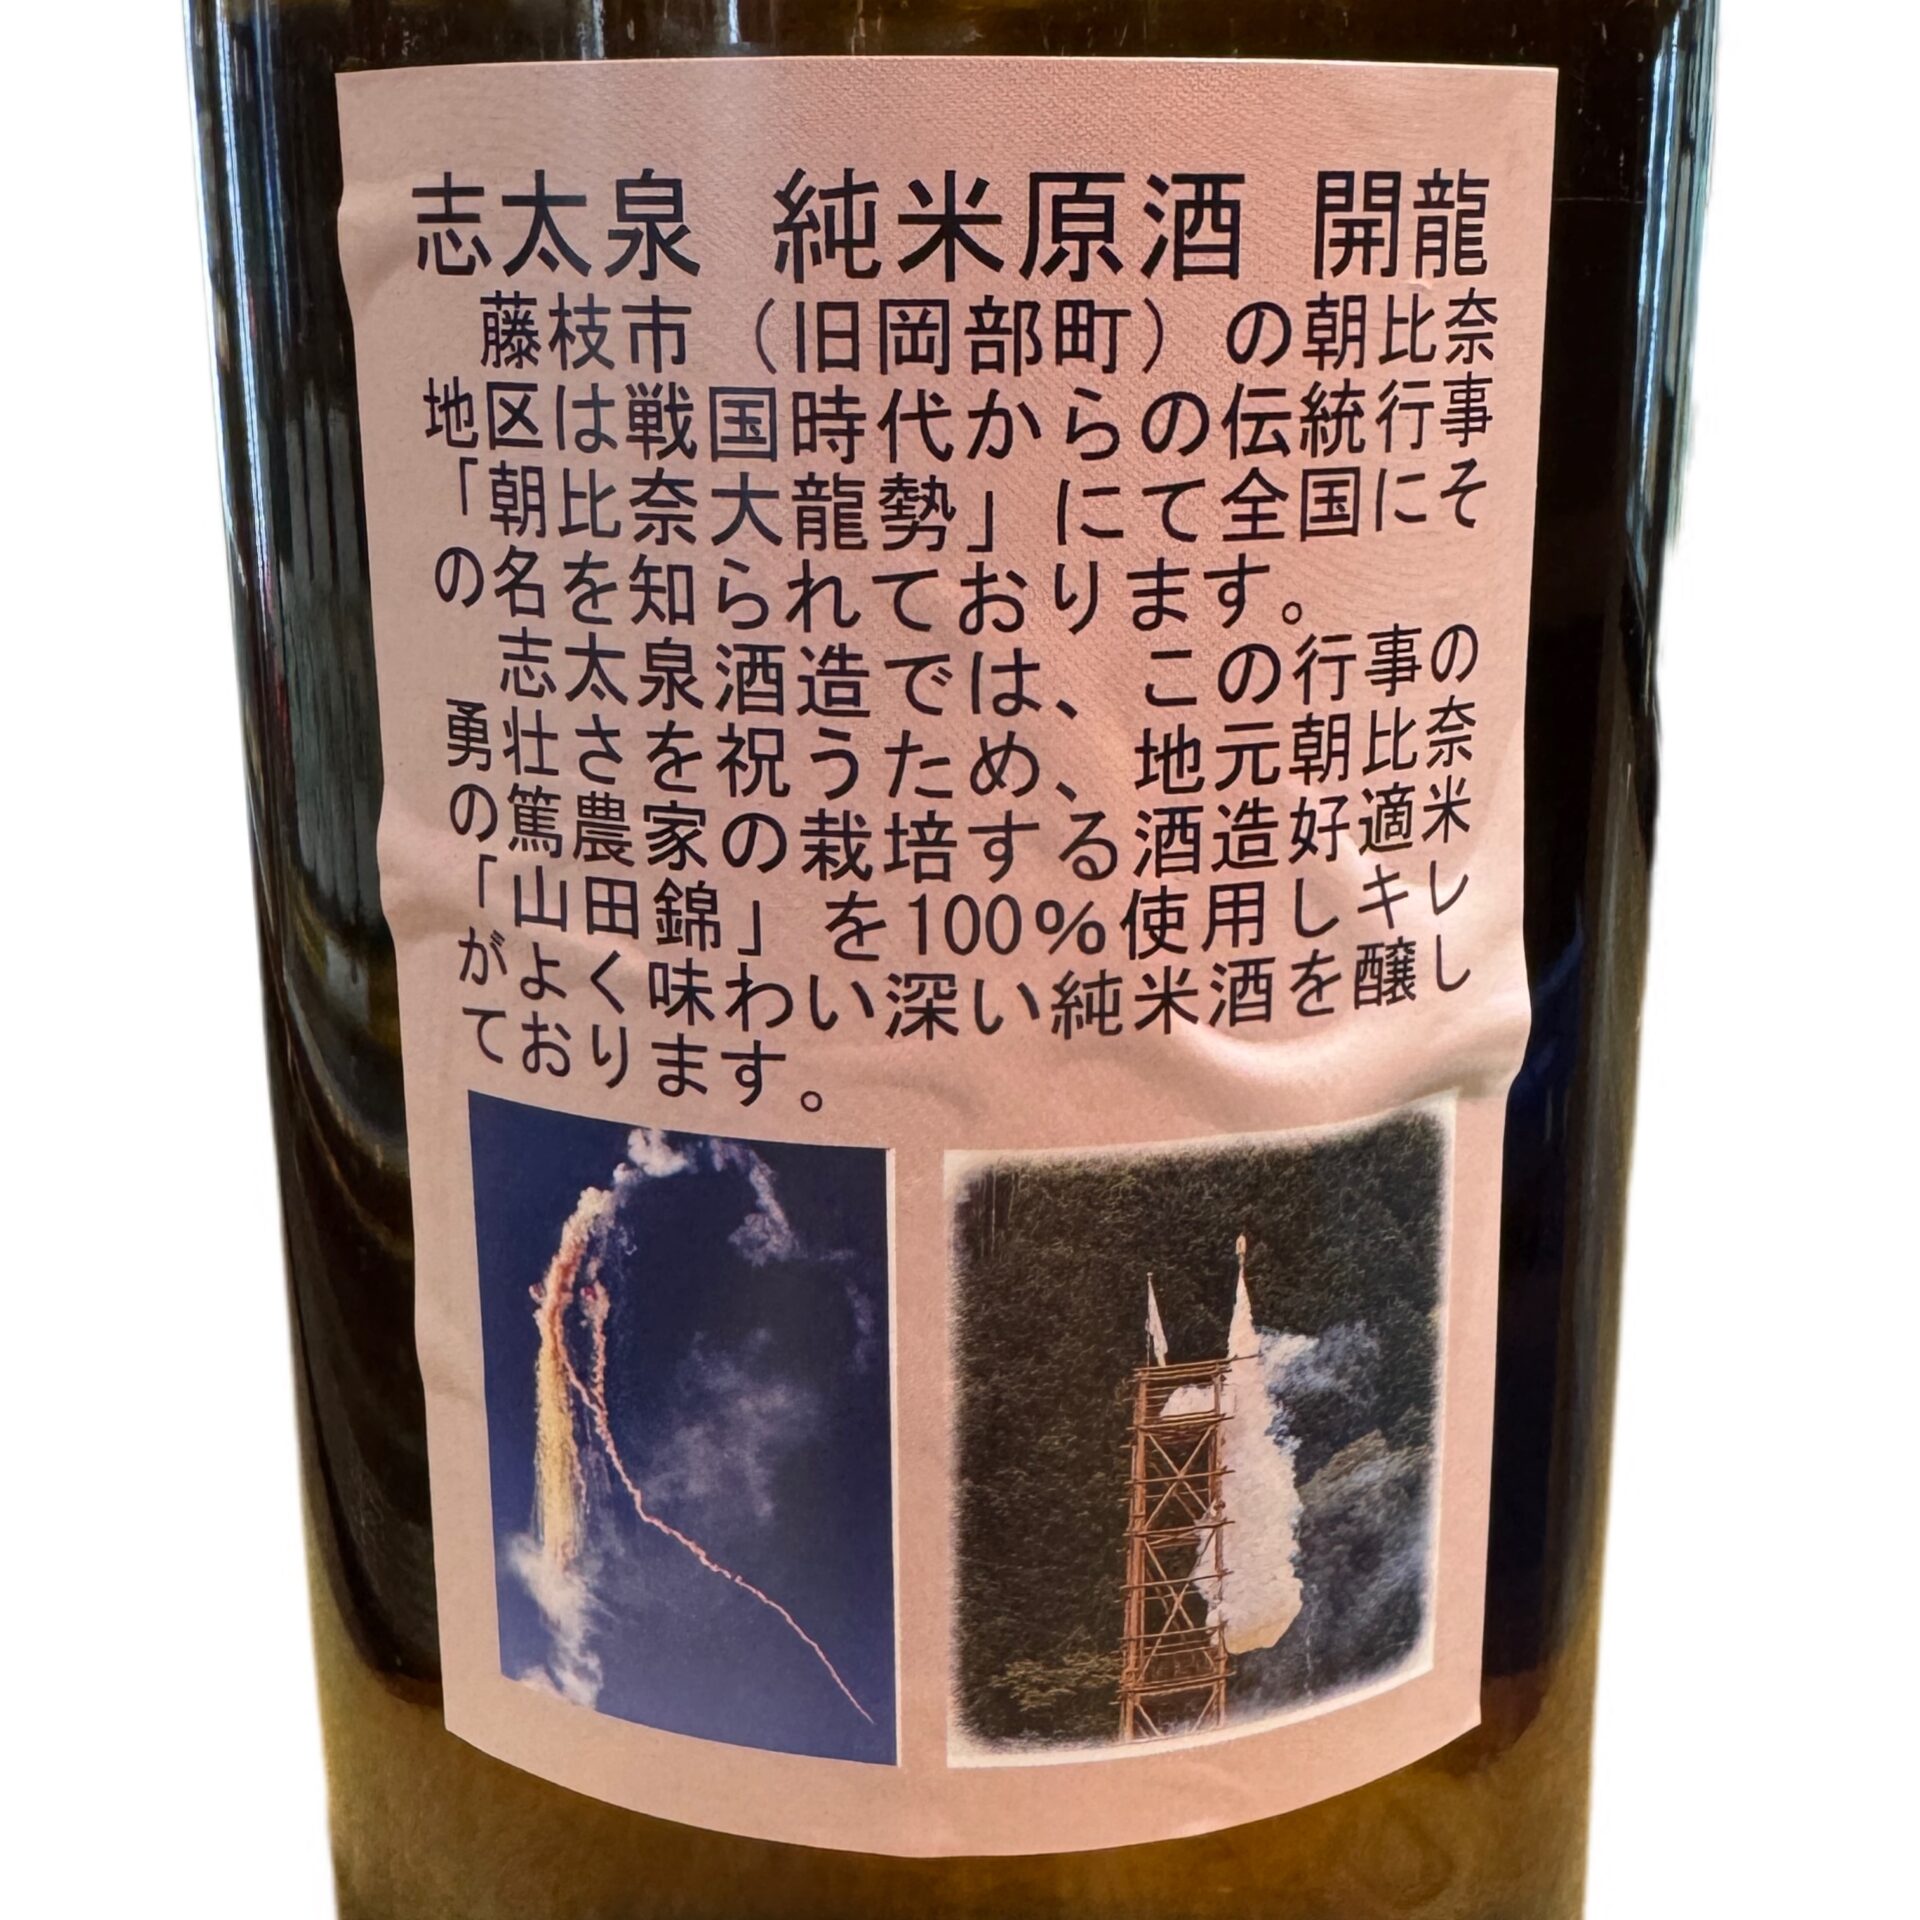 志太泉 純米原酒 開龍
藤枝市（旧岡部町）の朝比奈
地区は戦国時代からの伝統行事
「朝比奈大龍勢」にて全国にそ
の名を知られております。
志太泉酒造では、この行事の
勇壮さを祝うため、地元朝比奈
の篤農家の栽培する酒造好適米
「山田錦」を100％使用しキレ
がよく味わい深い純米酒を醸し
ております。